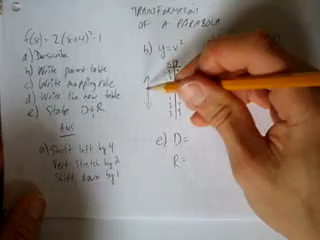 TRANSFORMATIONS
OF A PARABOLA
f(x) = 2(x+4)²-1
a) Describe
b) Write parent table
c) Write mapping rule
d) Write the new table
e) State D+R
Ans
a) Shift left by 4
Vert. Stretch by 2
Shift down by 1
b) y = x²
e) D=
R=